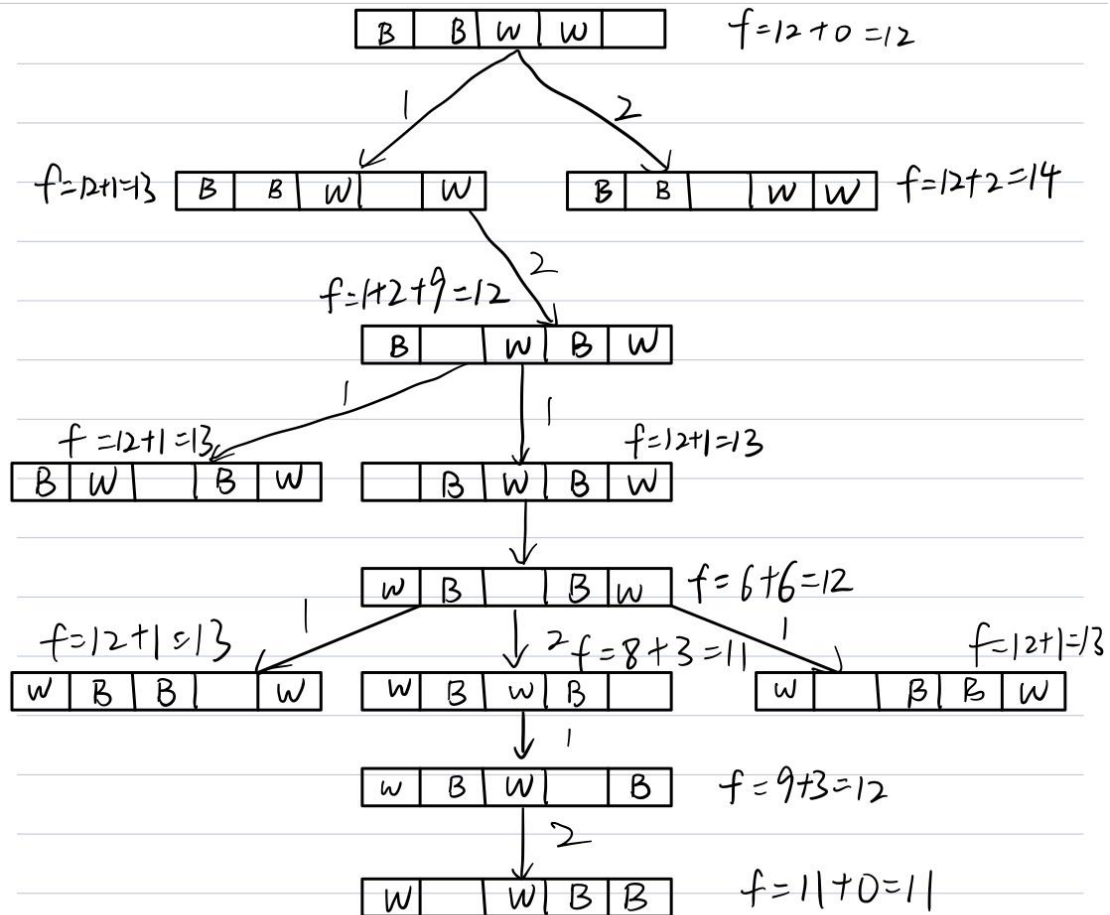 B B W W f=12+0=12
1 2
f=12+1=13 B B W W B B W W f=12+2=14
2
f=1+2+9=12
B W B W
1 1
f=12+1=13 f=12+1=13
B W B W B W B W
W B B W f=6+6=12
1 1
f=12+1=13 2 f=8+3=11 f=12+1=13
W B B W W B W B W B B W
1
W B W B f=9+3=12
2
W W B B f=11+0=11